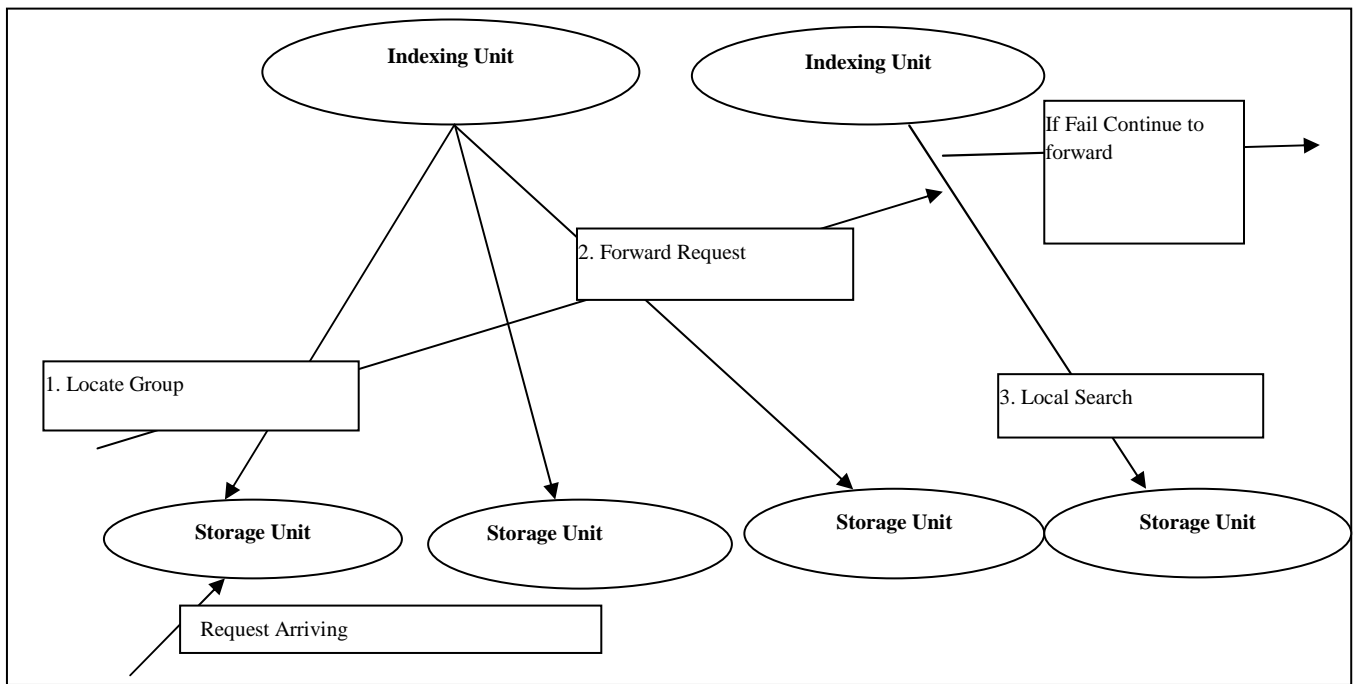 Indexing Unit
Indexing Unit
If Fail Continue to
forward
2. Forward Request
1. Locate Group
3. Local Search
Storage Unit
Storage Unit
Storage Unit
Storage Unit
Request Arriving